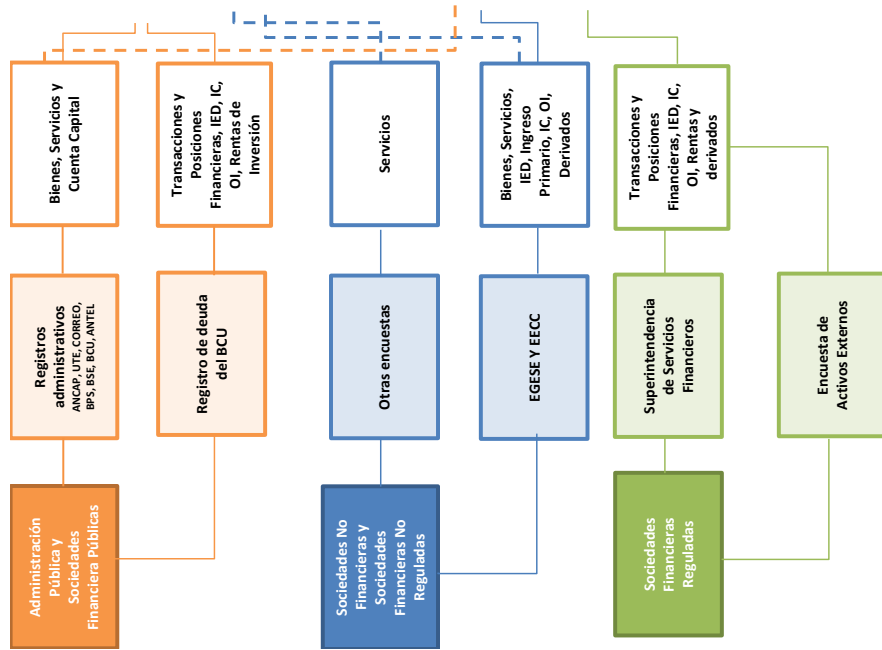 Bienes, Servicios y
Cuenta Capital
Transacciones y
Posiciones
Financieras, IED, IC,
OI, Rentas de
Inversión
Servicios
Bienes, Servicios,
IED, Ingreso
Primario, IC, OI,
Derivados
Transacciones y
Posiciones
Financieras, IED, IC,
OI, Rentas y
derivados
Registros
administrativos
ANCAP, UTE, CORREO,
BPS, BSE, BCU, ANTEL
Registro de deuda
del BCU
Otras encuestas
EGESE Y EECC
Superintendencia
de Servicios
Financieros
Encuesta de
Activos Externos
Administración
Pública y
Sociedades
Financiera Públicas
Sociedades No
Financieras y
Sociedades
Financieras No
Reguladas
Sociedades
Financieras
Reguladas